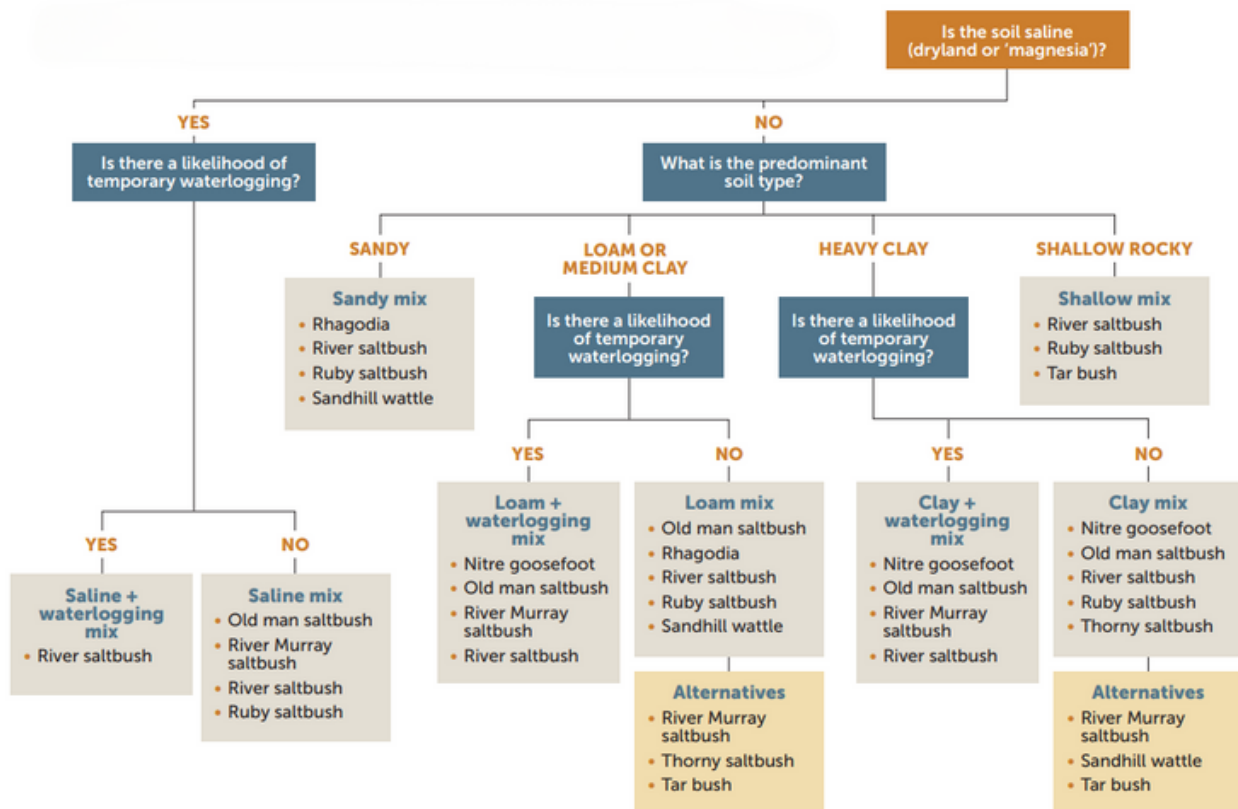 Is the soil saline
(dryland or ‘magnesia’)?
YES
NO
Is there a likelihood of
temporary waterlogging?
What is the predominant
soil type?
SANDY
LOAM OR
MEDIUM CLAY
HEAVY CLAY
SHALLOW ROCKY
Sandy mix
• Rhagodia
• River saltbush
• Ruby saltbush
• Sandhill wattle
Is there a likelihood
of temporary
waterlogging?
Is there a likelihood
of temporary
waterlogging?
Shallow mix
• River saltbush
• Ruby saltbush
• Tar bush
YES
NO
YES
NO
Loam +
waterlogging
mix
• Nitre goosefoot
• Old man saltbush
• River Murray
saltbush
• River saltbush
Loam mix
• Old man saltbush
• Rhagodia
• River saltbush
• Ruby saltbush
• Sandhill wattle
Clay +
waterlogging
mix
• Nitre goosefoot
• Old man saltbush
• River Murray
saltbush
• River saltbush
Clay mix
• Nitre goosefoot
• Old man saltbush
• River saltbush
• Ruby saltbush
• Thorny saltbush
YES
NO
Saline +
waterlogging
mix
• River saltbush
Saline mix
• Old man saltbush
• River Murray
saltbush
• River saltbush
• Ruby saltbush
Alternatives
• River Murray
saltbush
• Thorny saltbush
• Tar bush
Alternatives
• River Murray
saltbush
• Sandhill wattle
• Tar bush